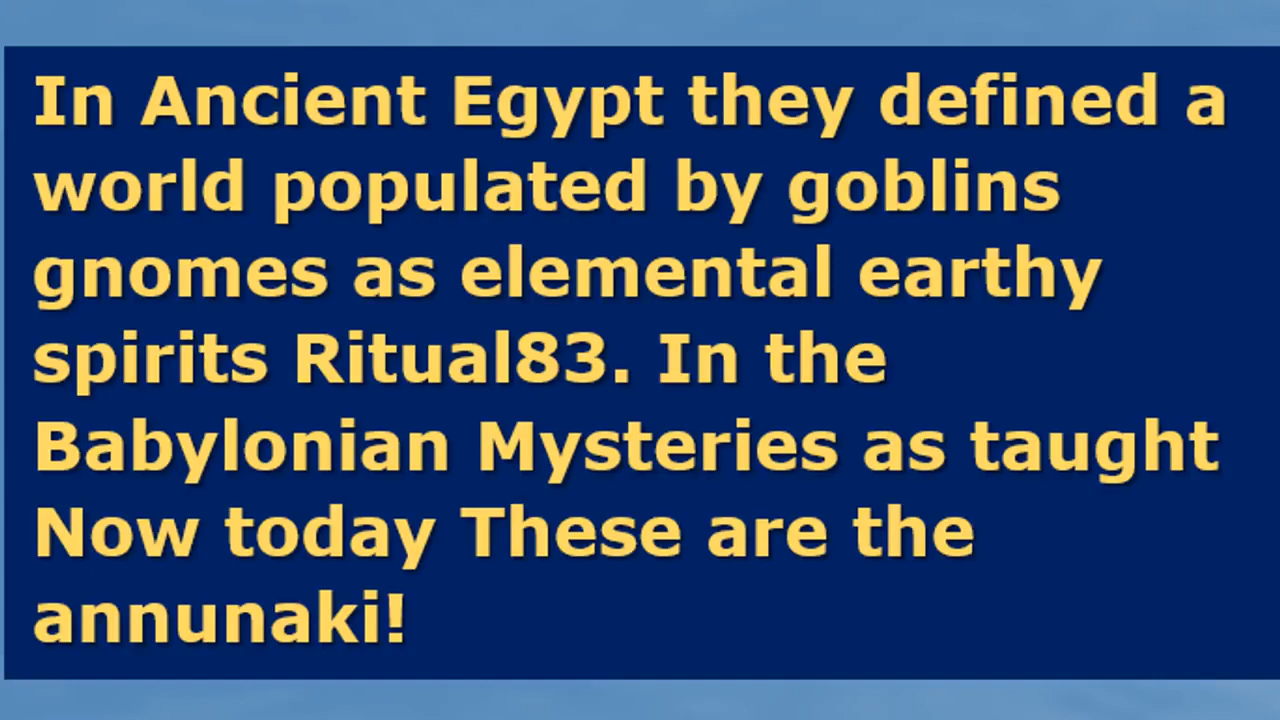 In Ancient Egypt they defined a
world populated by goblins
gnomes as elemental earthy
spirits Ritual83. In the
Babylonian Mysteries as taught
Now today These are the
annunaki!